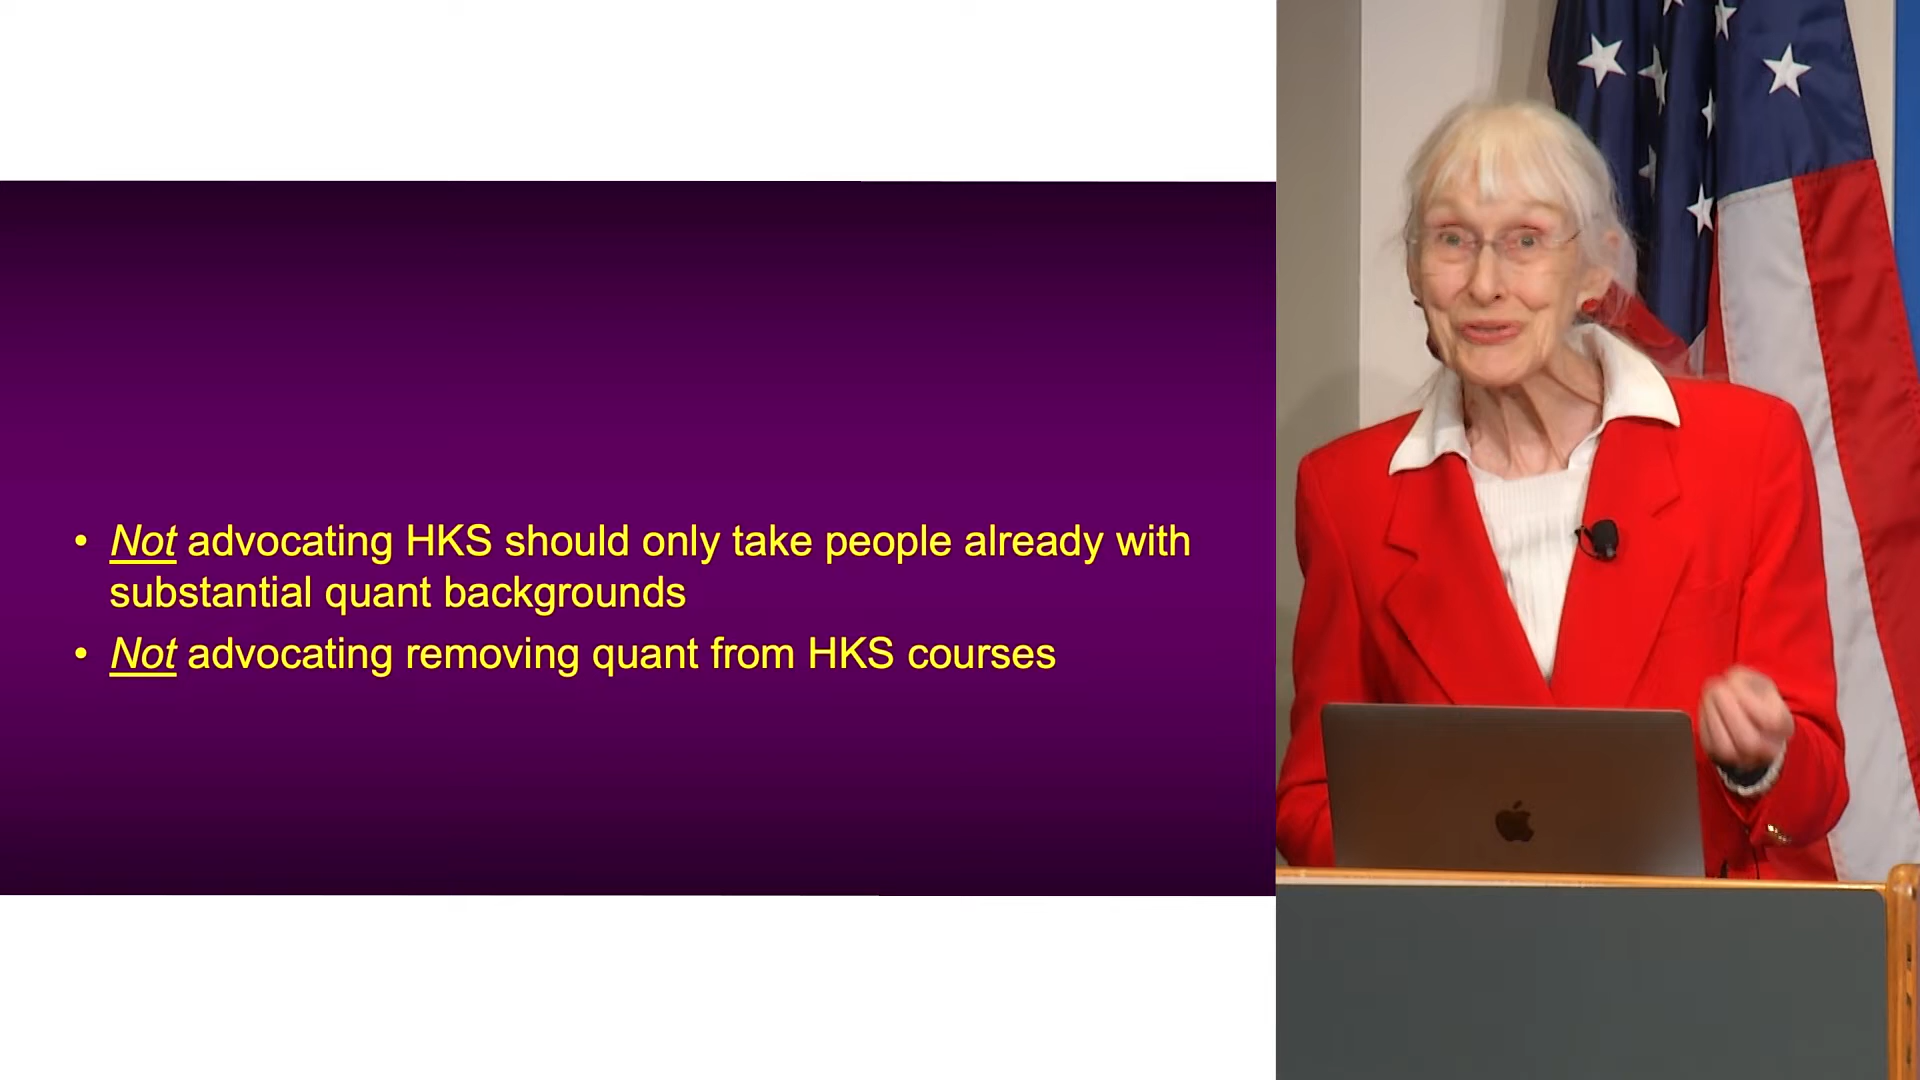 • Not advocating HKS should only take people already with
substantial quant backgrounds
• Not advocating removing quant from HKS courses